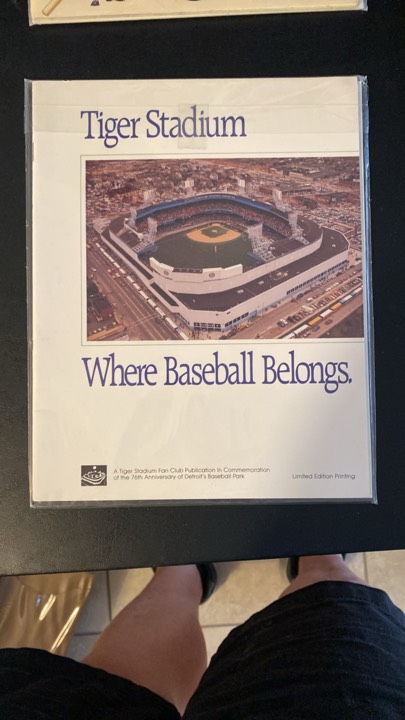 Tiger Stadium
Where Baseball Belongs.
A Tiger Stadium Fan Club Publication in Commemoration
of the 76th Anniversary of Detroit's Baseball Park
Limited Edition Printing